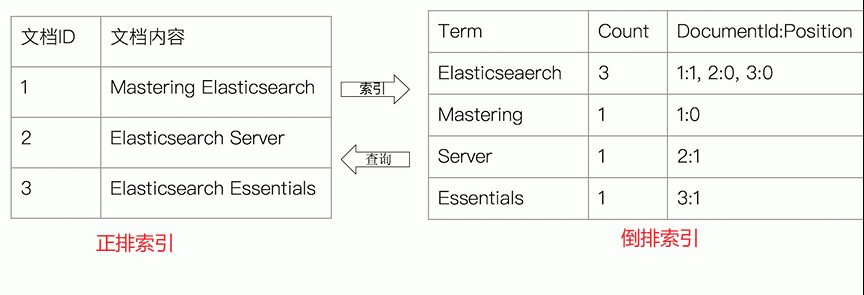 文档ID 文档内容
1 Mastering Elasticsearch
2 Elasticsearch Server
3 Elasticsearch Essentials
正排索引
索引
查询
Term Count DocumentId:Position
Elasticseaerch 3 1:1, 2:0, 3:0
Mastering 1 1:0
Server 1 2:1
Essentials 1 3:1
倒排索引